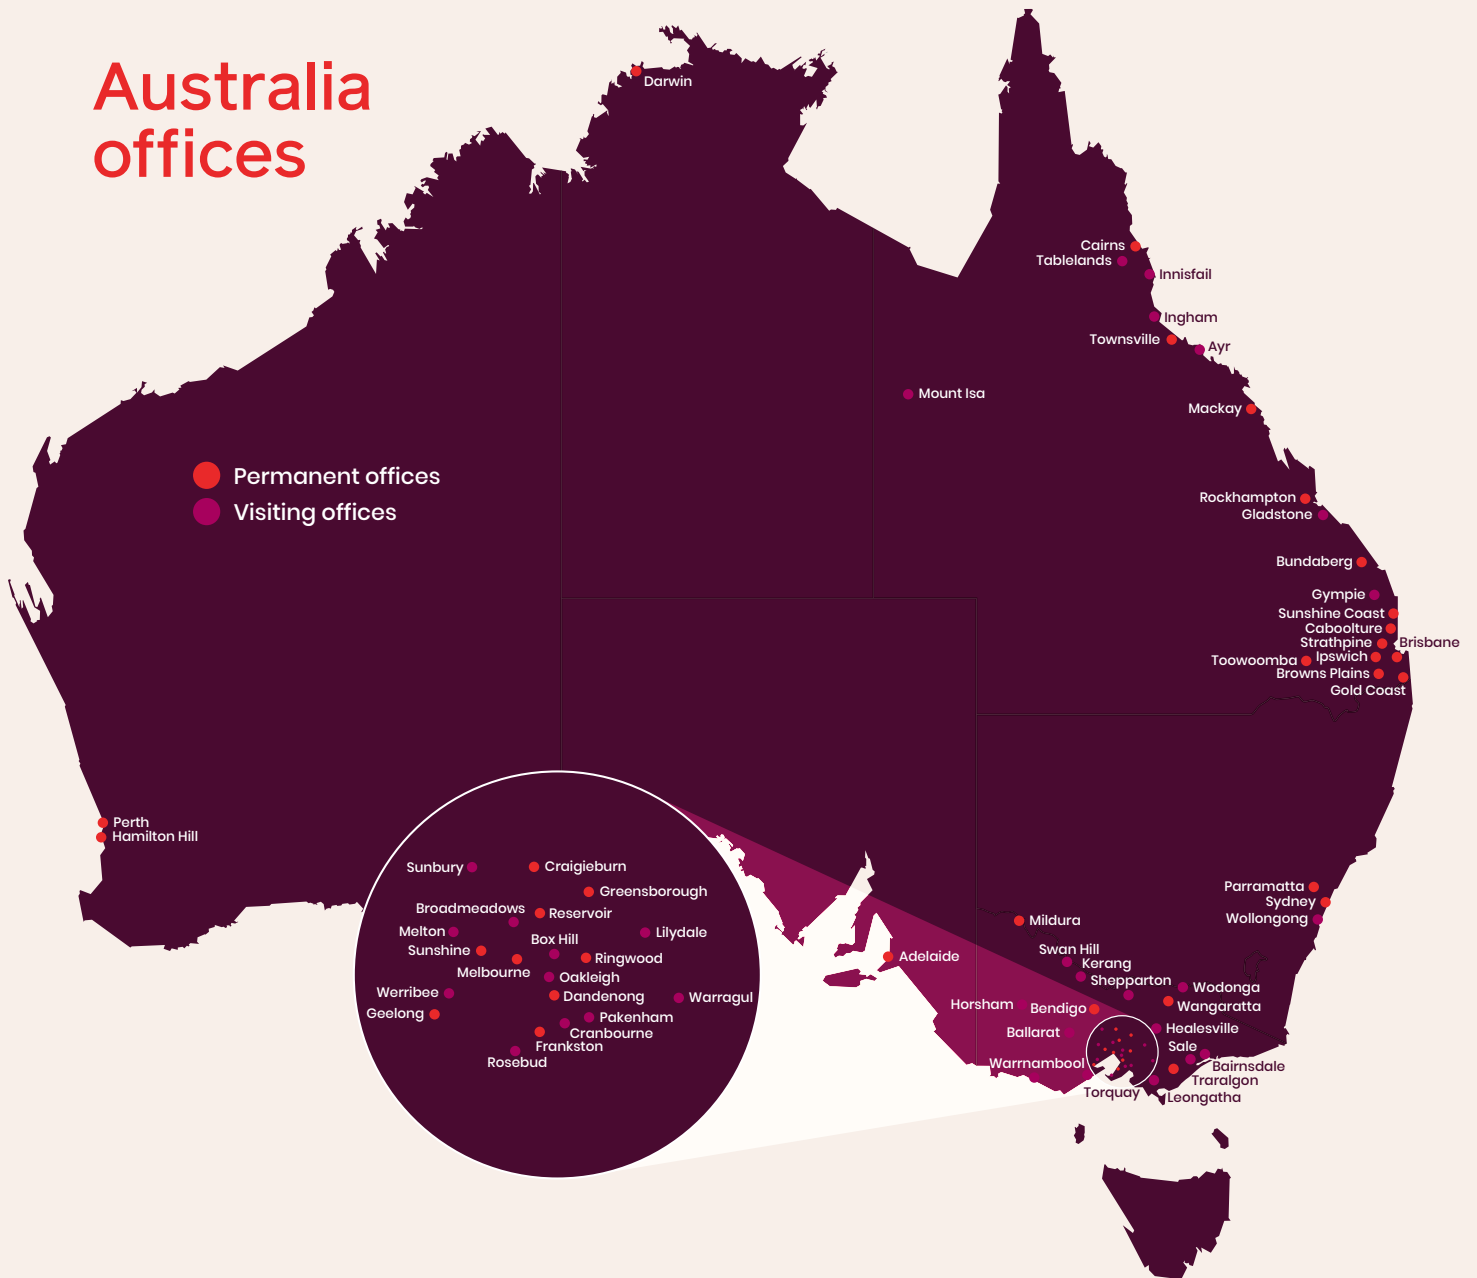 Australia
offices
Darwin
Cairns
Tablelands
Innisfail
Ingham
Townsville
Ayr
Mount Isa
Mackay
Permanent offices
Visiting offices
Rockhampton
Gladstone
Bundaberg
Gympie
Sunshine Coast
Caboolture
Strathpine
Brisbane
Toowoomba
Ipswich
Browns Plains
Gold Coast
Perth
Hamilton Hill
Sunbury
Craigieburn
Greensborough
Broadmeadows
Reservoir
Melton
Lilydale
Box Hill
Sunshine
Ringwood
Melbourne
Oakleigh
Werribee
Dandenong
Warragul
Geelong
Pakenham
Cranbourne
Frankston
Rosebud
Parramatta
Sydney
Wollongong
Mildura
Adelaide
Swan Hill
Kerang
Shepparton
Wodonga
Horsham
Bendigo
Wangaratta
Ballarat
Healesville
Sale
Warrnambool
Bairnsdale
Traralgon
Torquay
Leongatha